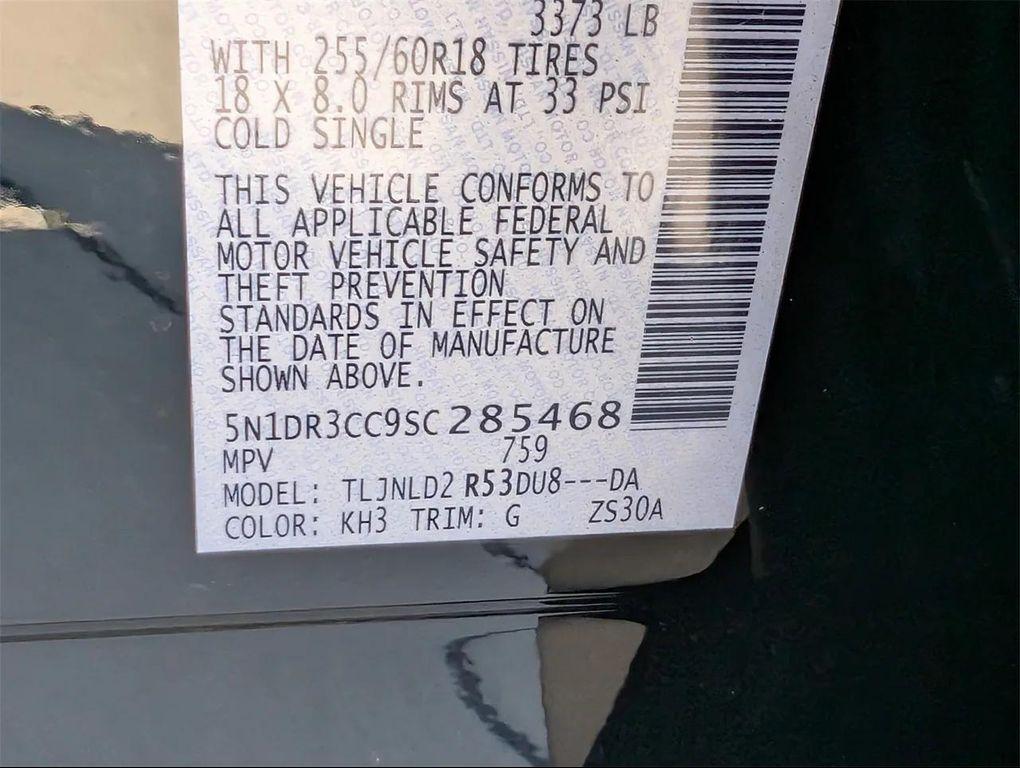 3373 LB
WITH 255/60R18 TIRES
18 X 8.0 RIMS AT 33 PSI
COLD SINGLE
THIS VEHICLE CONFORMS TO
ALL APPLICABLE FEDERAL
MOTOR VEHICLE SAFETY AND
THEFT PREVENTION
STANDARDS IN EFFECT ON
THE DATE OF MANUFACTURE
SHOWN ABOVE.
5N1DR3CC9SC285468
MPV 759
MODEL: TLJNLD2 R53DU8---DA
COLOR: KH3 TRIM: G ZS30A